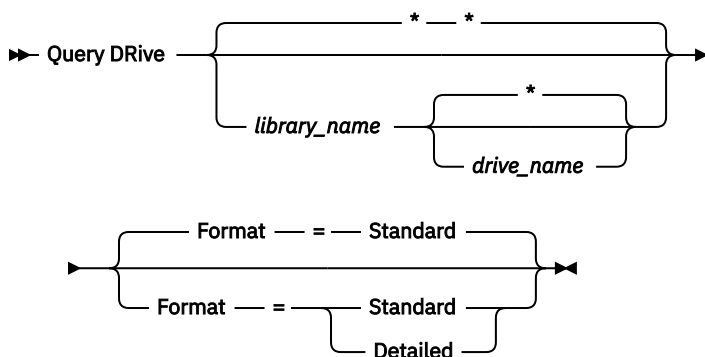 * *
Query DRive
*
library_name
drive_name
Format = Standard
Format = Standard
Detailed